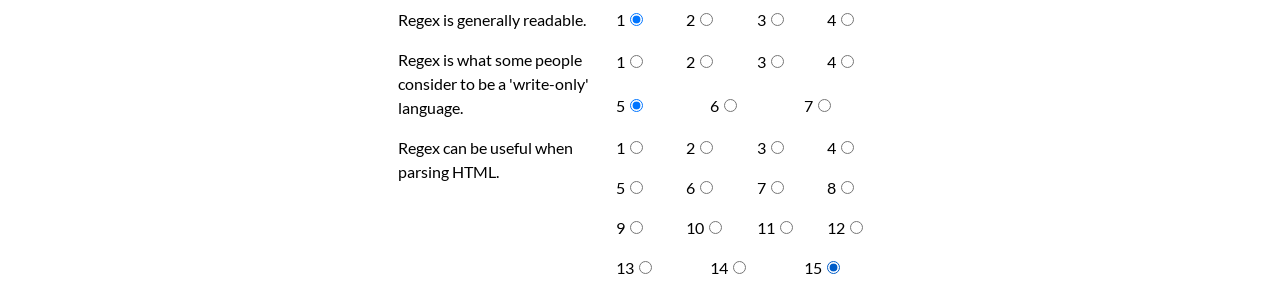 Regex is generally readable. 1 2 3 4
Regex is what some people consider to be a 'write-only' language.
1 2 3 4
5 6 7
Regex can be useful when parsing HTML.
1 2 3 4
5 6 7 8
9 10 11 12
13 14 15